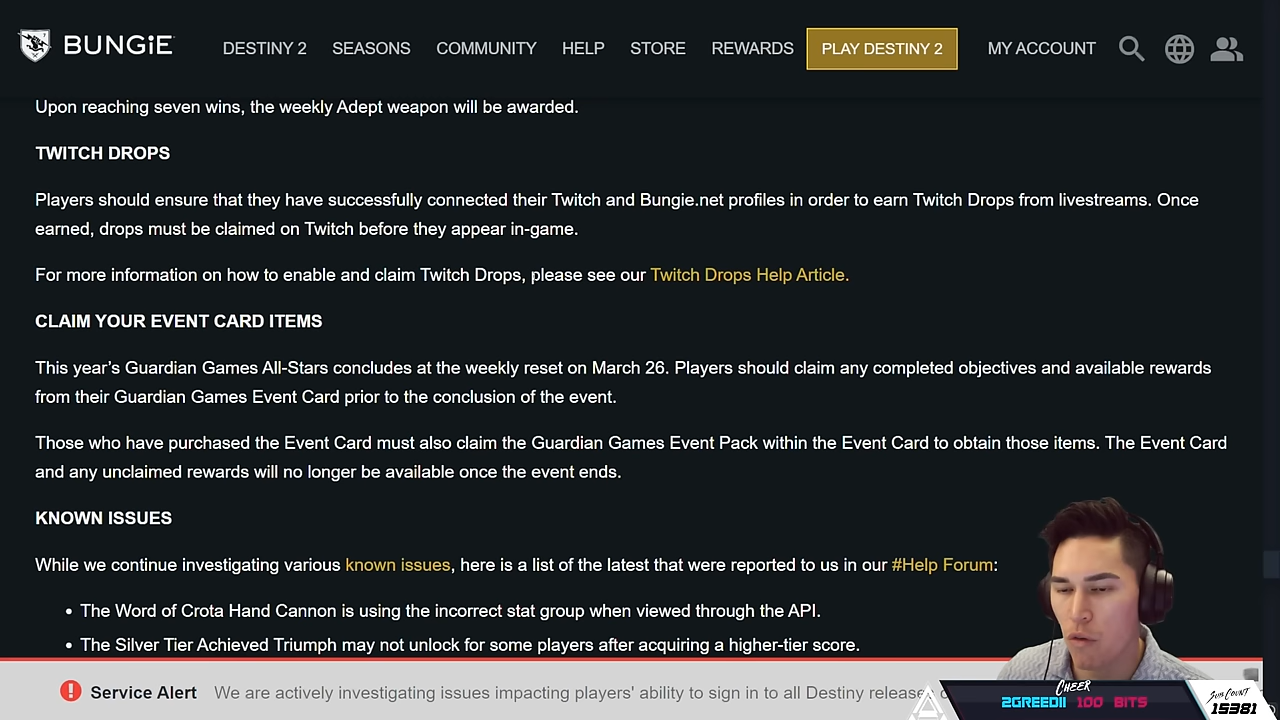 BUNGiE DESTINY 2 SEASONS COMMUNITY HELP STORE REWARDS PLAY DESTINY 2 MY ACCOUNT
Upon reaching seven wins, the weekly Adept weapon will be awarded.
TWITCH DROPS
Players should ensure that they have successfully connected their Twitch and Bungie.net profiles in order to earn Twitch Drops from livestreams. Once
earned, drops must be claimed on Twitch before they appear in-game.
For more information on how to enable and claim Twitch Drops, please see our Twitch Drops Help Article.
CLAIM YOUR EVENT CARD ITEMS
This year's Guardian Games All-Stars concludes at the weekly reset on March 26. Players should claim any completed objectives and available rewards
from their Guardian Games Event Card prior to the conclusion of the event.
Those who have purchased the Event Card must also claim the Guardian Games Event Pack within the Event Card to obtain those items. The Event Card
and any unclaimed rewards will no longer be available once the event ends.
KNOWN ISSUES
While we continue investigating various known issues, here is a list of the latest that were reported to us in our #Help Forum:
• The Word of Crota Hand Cannon is using the incorrect stat group when viewed through the API.
• The Silver Tier Achieved Triumph may not unlock for some players after acquiring a higher-tier score.
Service Alert We are actively investigating issues impacting players' ability to sign in to all Destiny release
CHEER
2GREEDII 100 BITS
SUB COUNT
15381